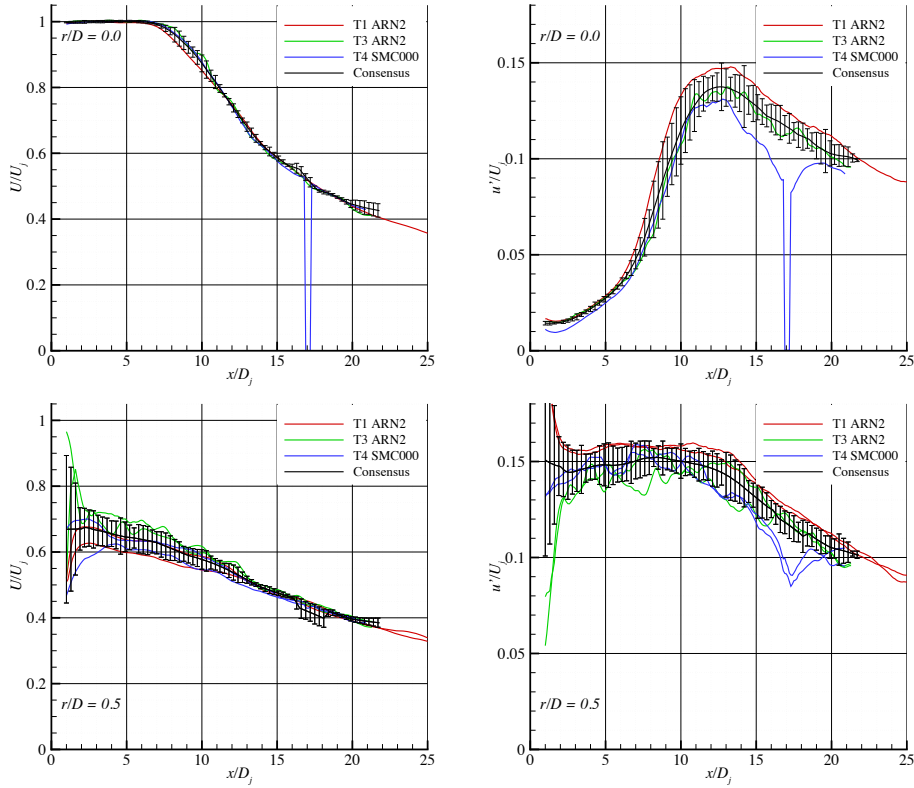 r/D = 0.0
T1 ARN2
T3 ARN2
T4 SMC000
Consensus
U/Uj
1
0.8
0.6
0.4
0.2
0
0 5 10 15 20 25
x/Dj
r/D = 0.0
T1 ARN2
T3 ARN2
T4 SMC000
Consensus
u'/Uj
0.15
0.1
0.05
0
0 5 10 15 20 25
x/Dj
T1 ARN2
T3 ARN2
T4 SMC000
Consensus
U/Uj
1
0.8
0.6
0.4
0.2
0
r/D = 0.5
0 5 10 15 20 25
x/Dj
T1 ARN2
T3 ARN2
T4 SMC000
Consensus
u'/Uj
0.15
0.1
0.05
0
r/D = 0.5
0 5 10 15 20 25
x/Dj